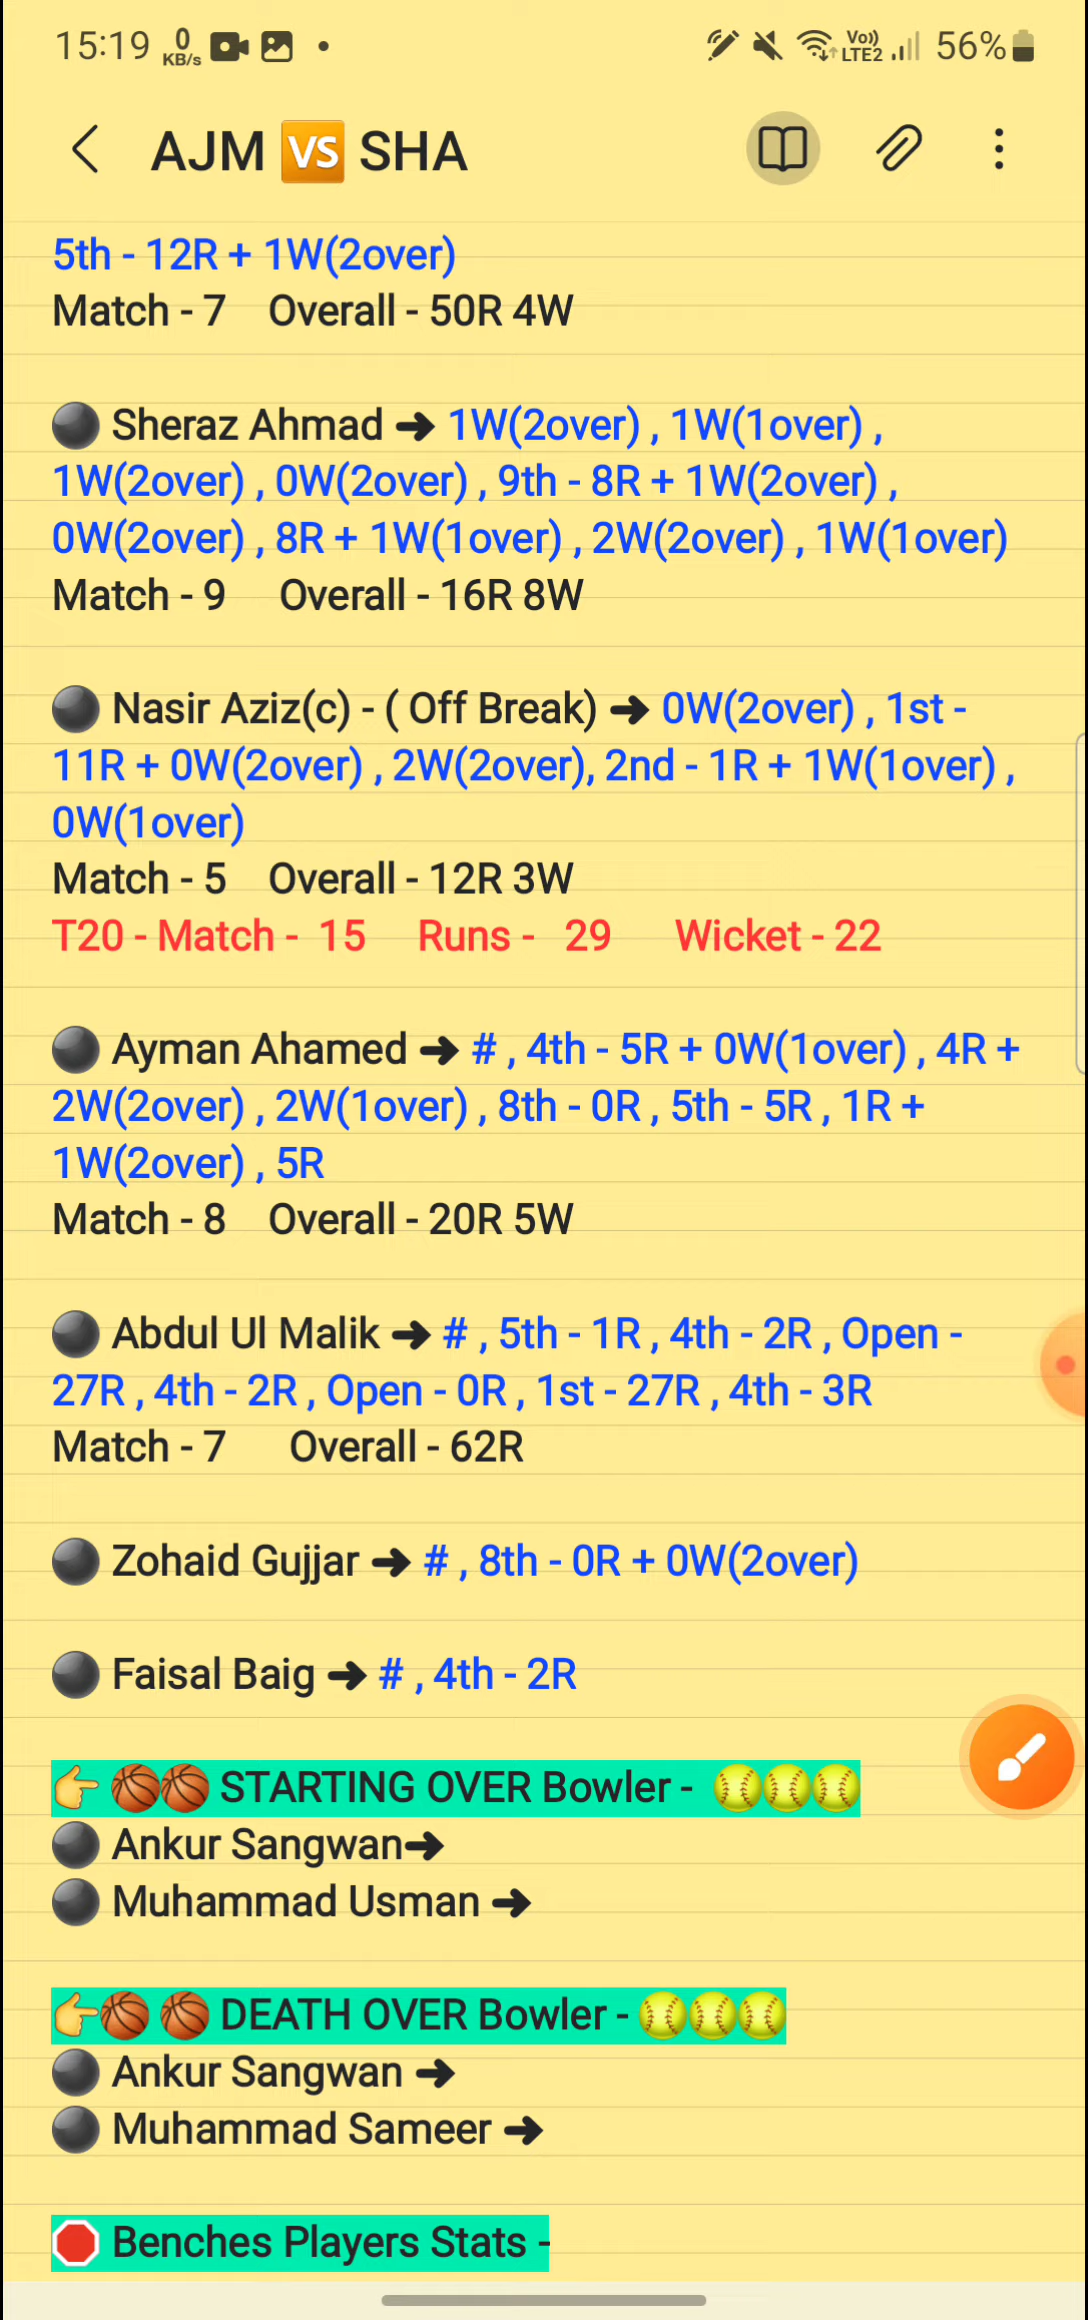 15:19 0 KB/s Vo)) LTE2 56%
AJM VS SHA
5th - 12R + 1W(2over)
Match - 7 Overall - 50R 4W
Sheraz Ahmad → 1W(2over) , 1W(1over) ,
1W(2over) , 0W(2over) , 9th - 8R + 1W(2over) ,
0W(2over) , 8R + 1W(1over) , 2W(2over) , 1W(1over)
Match - 9 Overall - 16R 8W
Nasir Aziz(c) - ( Off Break) → 0W(2over) , 1st -
11R + 0W(2over) , 2W(2over), 2nd - 1R + 1W(1over) ,
0W(1over)
Match - 5 Overall - 12R 3W
T20 - Match - 15 Runs - 29 Wicket - 22
Ayman Ahamed → # , 4th - 5R + 0W(1over) , 4R +
2W(2over) , 2W(1over) , 8th - 0R , 5th - 5R , 1R +
1W(2over) , 5R
Match - 8 Overall - 20R 5W
Abdul Ul Malik → # , 5th - 1R , 4th - 2R , Open -
27R , 4th - 2R , Open - 0R , 1st - 27R , 4th - 3R
Match - 7 Overall - 62R
Zohaid Gujjar → # , 8th - 0R + 0W(2over)
Faisal Baig → # , 4th - 2R
👉🏀🏀 STARTING OVER Bowler - 🥎🥎🥎
Ankur Sangwan→
Muhammad Usman →
👉🏀 🏀 DEATH OVER Bowler - 🥎🥎🥎
Ankur Sangwan →
Muhammad Sameer →
Benches Players Stats -